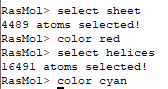 RasMol> select sheet
4489 atoms selected!
RasMol> color red
RasMol> select helices
16491 atoms selected!
RasMol> color cyan